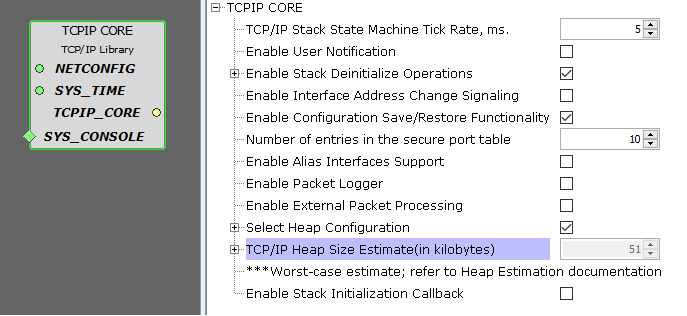 TCPIP CORE
TCP/IP Library
NETCONFIG
SYS_TIME
TCPIP_CORE
SYS_CONSOLE
TCPIP CORE
TCP/IP Stack State Machine Tick Rate, ms. 5
Enable User Notification
Enable Stack Deinitialize Operations
Enable Interface Address Change Signaling
Enable Configuration Save/Restore Functionality
Number of entries in the secure port table 10
Enable Alias Interfaces Support
Enable Packet Logger
Enable External Packet Processing
Select Heap Configuration
TCP/IP Heap Size Estimate(in kilobytes) 51
***Worst-case estimate; refer to Heap Estimation documentation
Enable Stack Initialization Callback